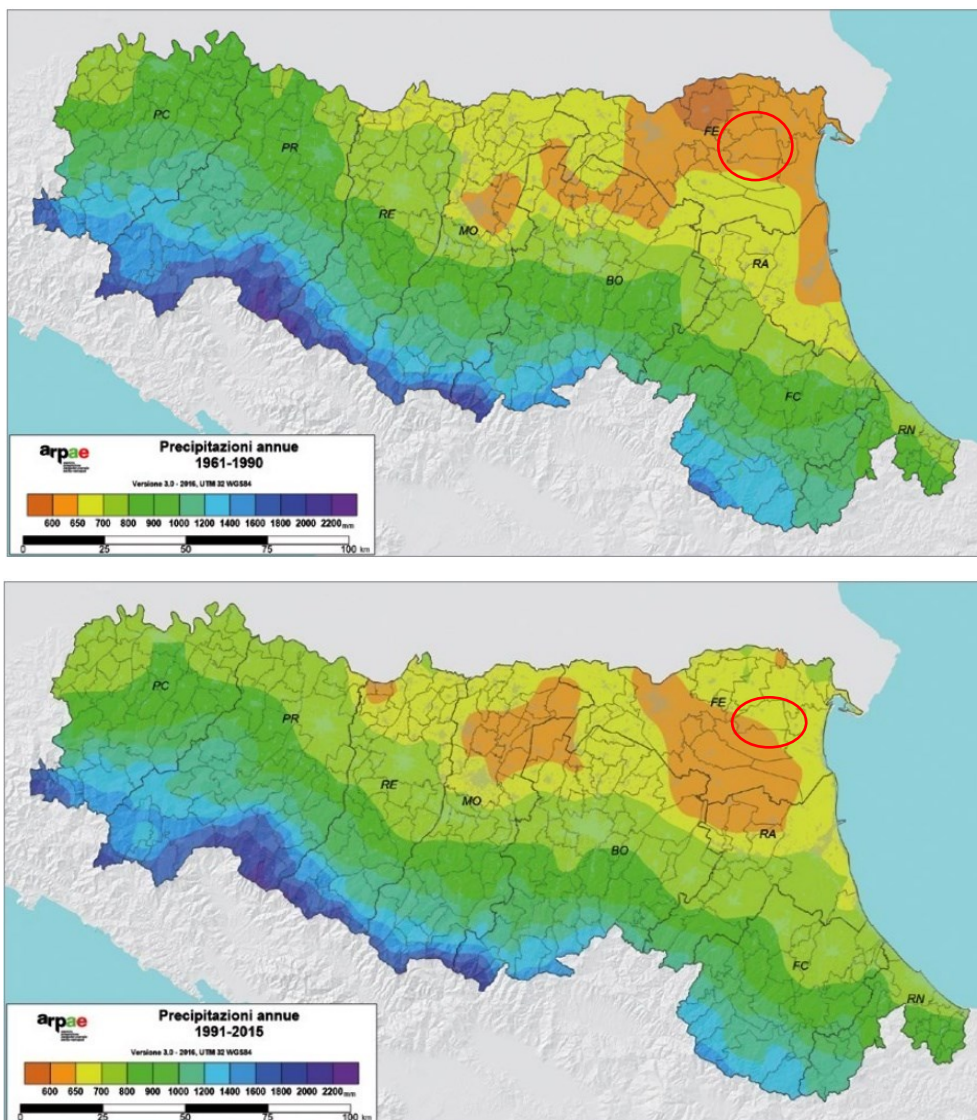 PC
PR
RE
MO
BO
FE
RA
FC
RN
arpae
Precipitazioni annue
1961-1990
Versione 3.0 - 2016, UTM 32 WGS84
600 650 700 800 900 1000 1200 1400 1600 1800 2000 2200 mm
0 25 50 75 100 km
PC
PR
RE
MO
BO
FE
RA
FC
RN
arpae
Precipitazioni annue
1991-2015
Versione 3.0 - 2016, UTM 32 WGS84
600 650 700 800 900 1000 1200 1400 1600 1800 2000 2200 mm
0 25 50 75 100 km